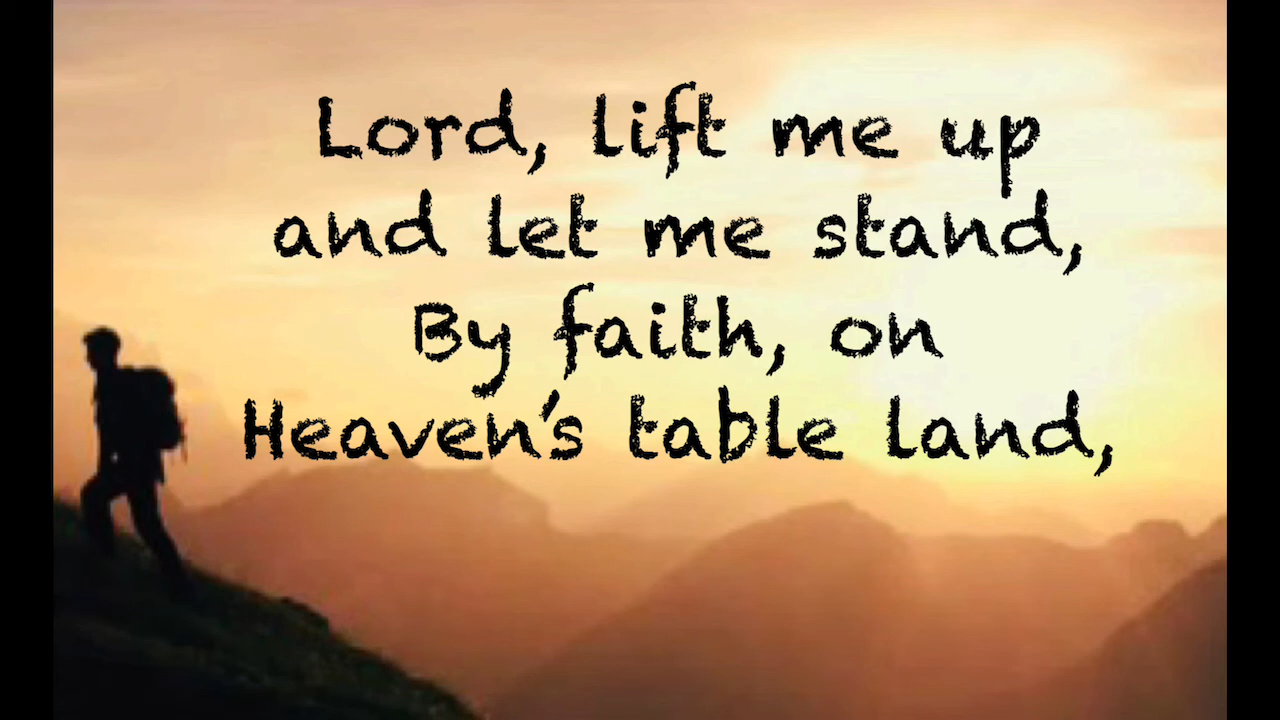 Lord, lift me up
and let me stand,
By faith, on
Heaven's table land,